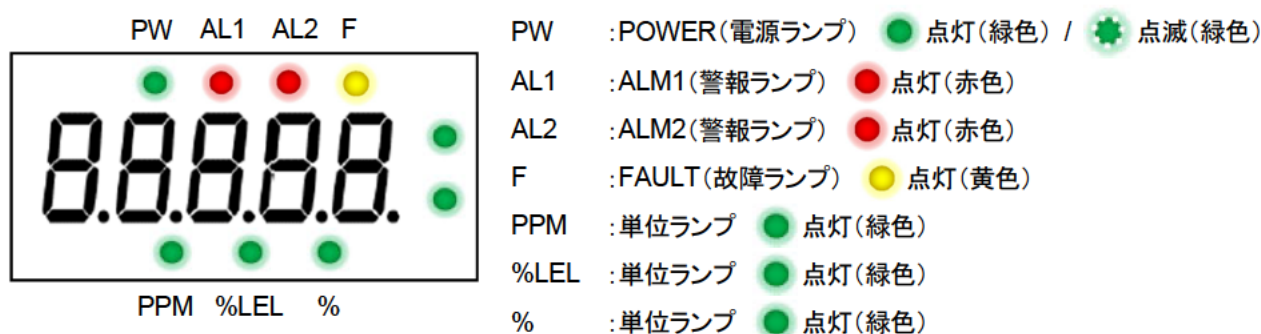 PW AL1 AL2 F
8.8.8.8.8.
PPM %LEL %
PW :POWER(電源ランプ) 点灯(緑色) / 点滅(緑色)
AL1 :ALM1(警報ランプ) 点灯(赤色)
AL2 :ALM2(警報ランプ) 点灯(赤色)
F :FAULT(故障ランプ) 点灯(黄色)
PPM :単位ランプ 点灯(緑色)
%LEL :単位ランプ 点灯(緑色)
% :単位ランプ 点灯(緑色)